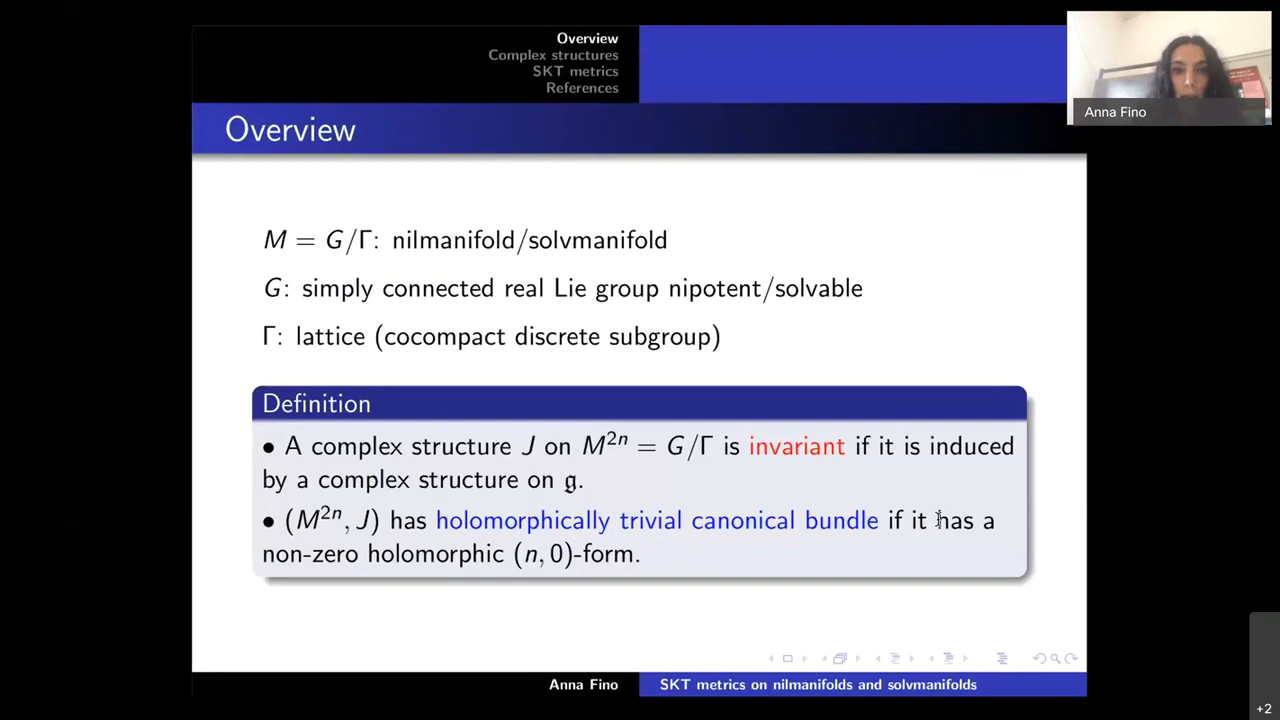 Overview
Complex structures
SKT metrics
References
Anna Fino
Overview
M = G/Γ: nilmanifold/solvmanifold
G: simply connected real Lie group nipotent/solvable
Γ: lattice (cocompact discrete subgroup)
Definition
• A complex structure J on M²ⁿ = G/Γ is invariant if it is induced
by a complex structure on 𝔤.
• (M²ⁿ, J) has holomorphically trivial canonical bundle if it has a
non-zero holomorphic (n, 0)-form.
Anna Fino
SKT metrics on nilmanifolds and solvmanifolds
+2